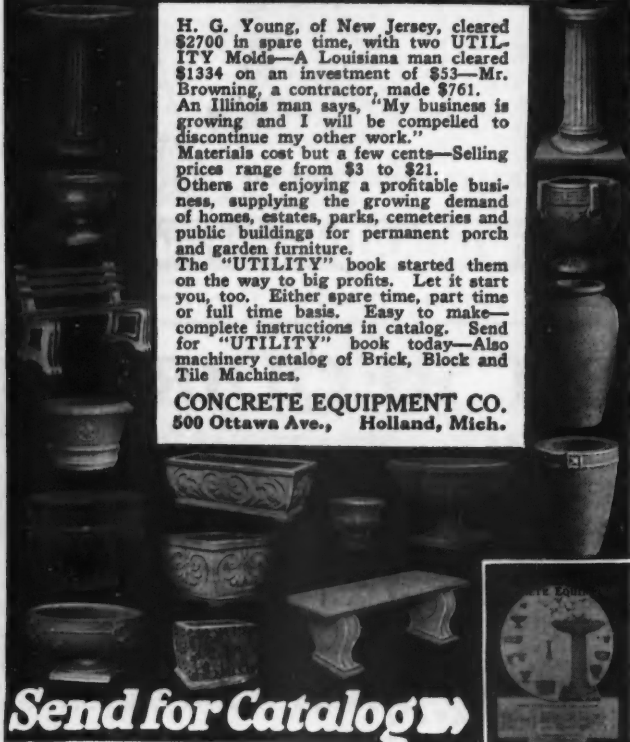 H. G. Young, of New Jersey, cleared
$2700 in spare time, with two UTIL-
ITY Molds—A Louisiana man cleared
$1334 on an investment of $53—Mr.
Browning, a contractor, made $761.
An Illinois man says, "My business is
growing and I will be compelled to
discontinue my other work."
Materials cost but a few cents—Selling
prices range from $3 to $21.
Others are enjoying a profitable busi-
ness, supplying the growing demand
of homes, estates, parks, cemeteries and
public buildings for permanent porch
and garden furniture.
The "UTILITY" book started them
on the way to big profits. Let it start
you, too. Either spare time, part time
or full time basis. Easy to make—
complete instructions in catalog. Send
for "UTILITY" book today—Also
machinery catalog of Brick, Block and
Tile Machines.
CONCRETE EQUIPMENT CO.
500 Ottawa Ave., Holland, Mich.
Send for Catalog